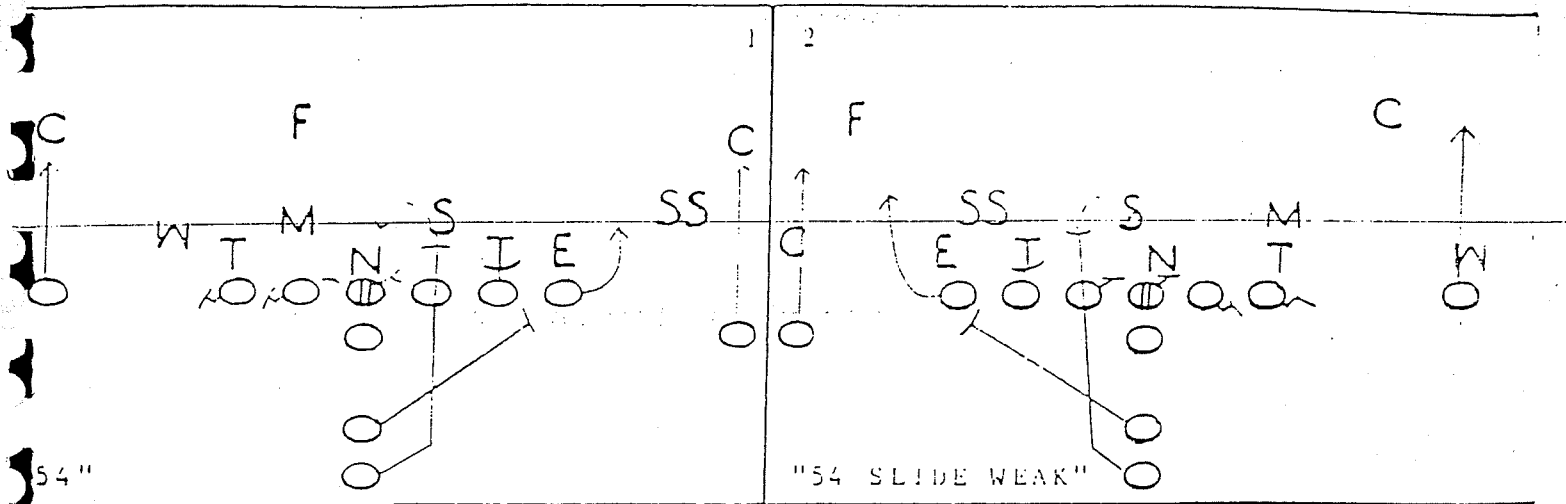 1 2
C F C F C
C
W M S SS SS S M
T N I E C E I N T W
54" "54 SLIDE WEAK"